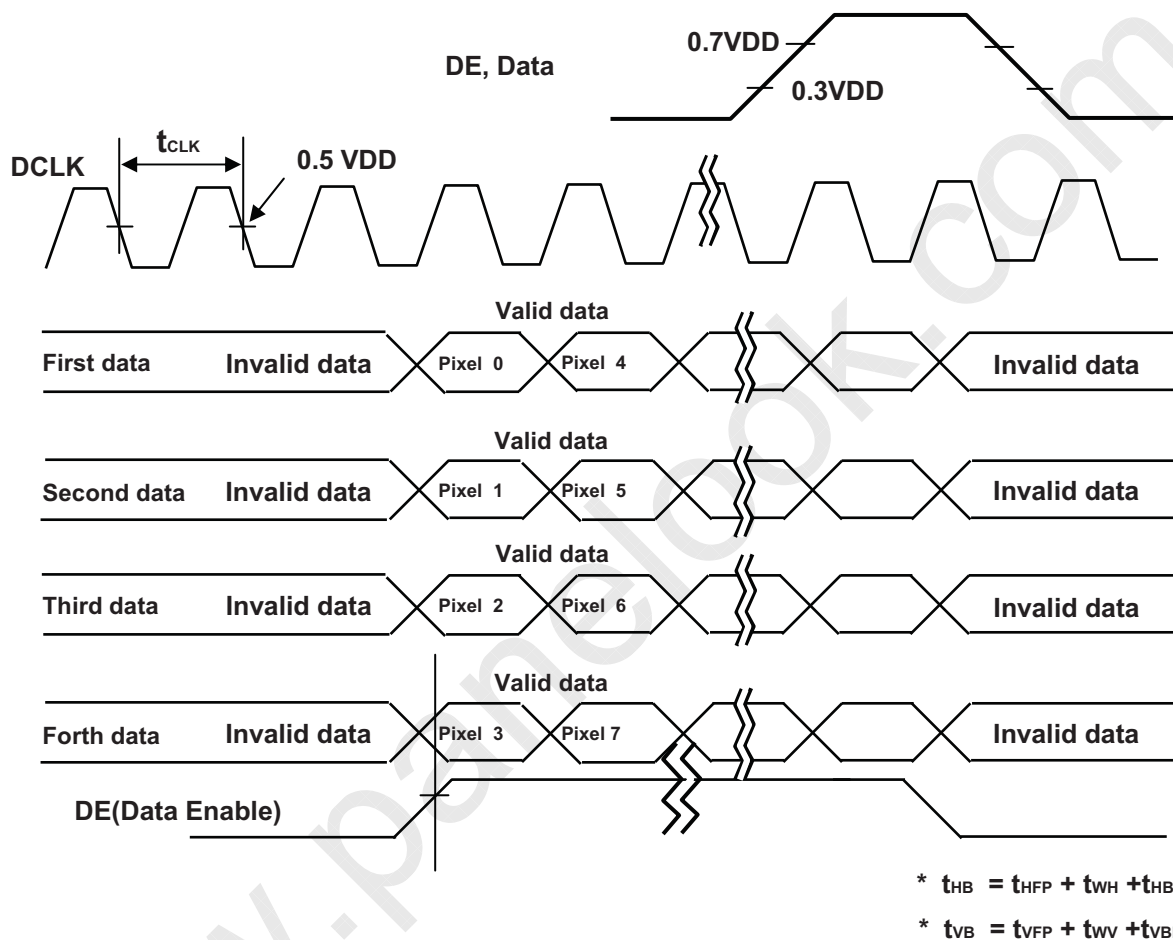 0.7VDD
DE, Data
0.3VDD
tCLK
DCLK
0.5 VDD
Valid data
First data Invalid data Pixel 0 Pixel 4 Invalid data
Valid data
Second data Invalid data Pixel 1 Pixel 5 Invalid data
Valid data
Third data Invalid data Pixel 2 Pixel 6 Invalid data
Valid data
Forth data Invalid data Pixel 3 Pixel 7 Invalid data
DE(Data Enable)
* tHB = tHFP + tWH +tHB
* tVB = tVFP + tWV +tVB
.panelook.com